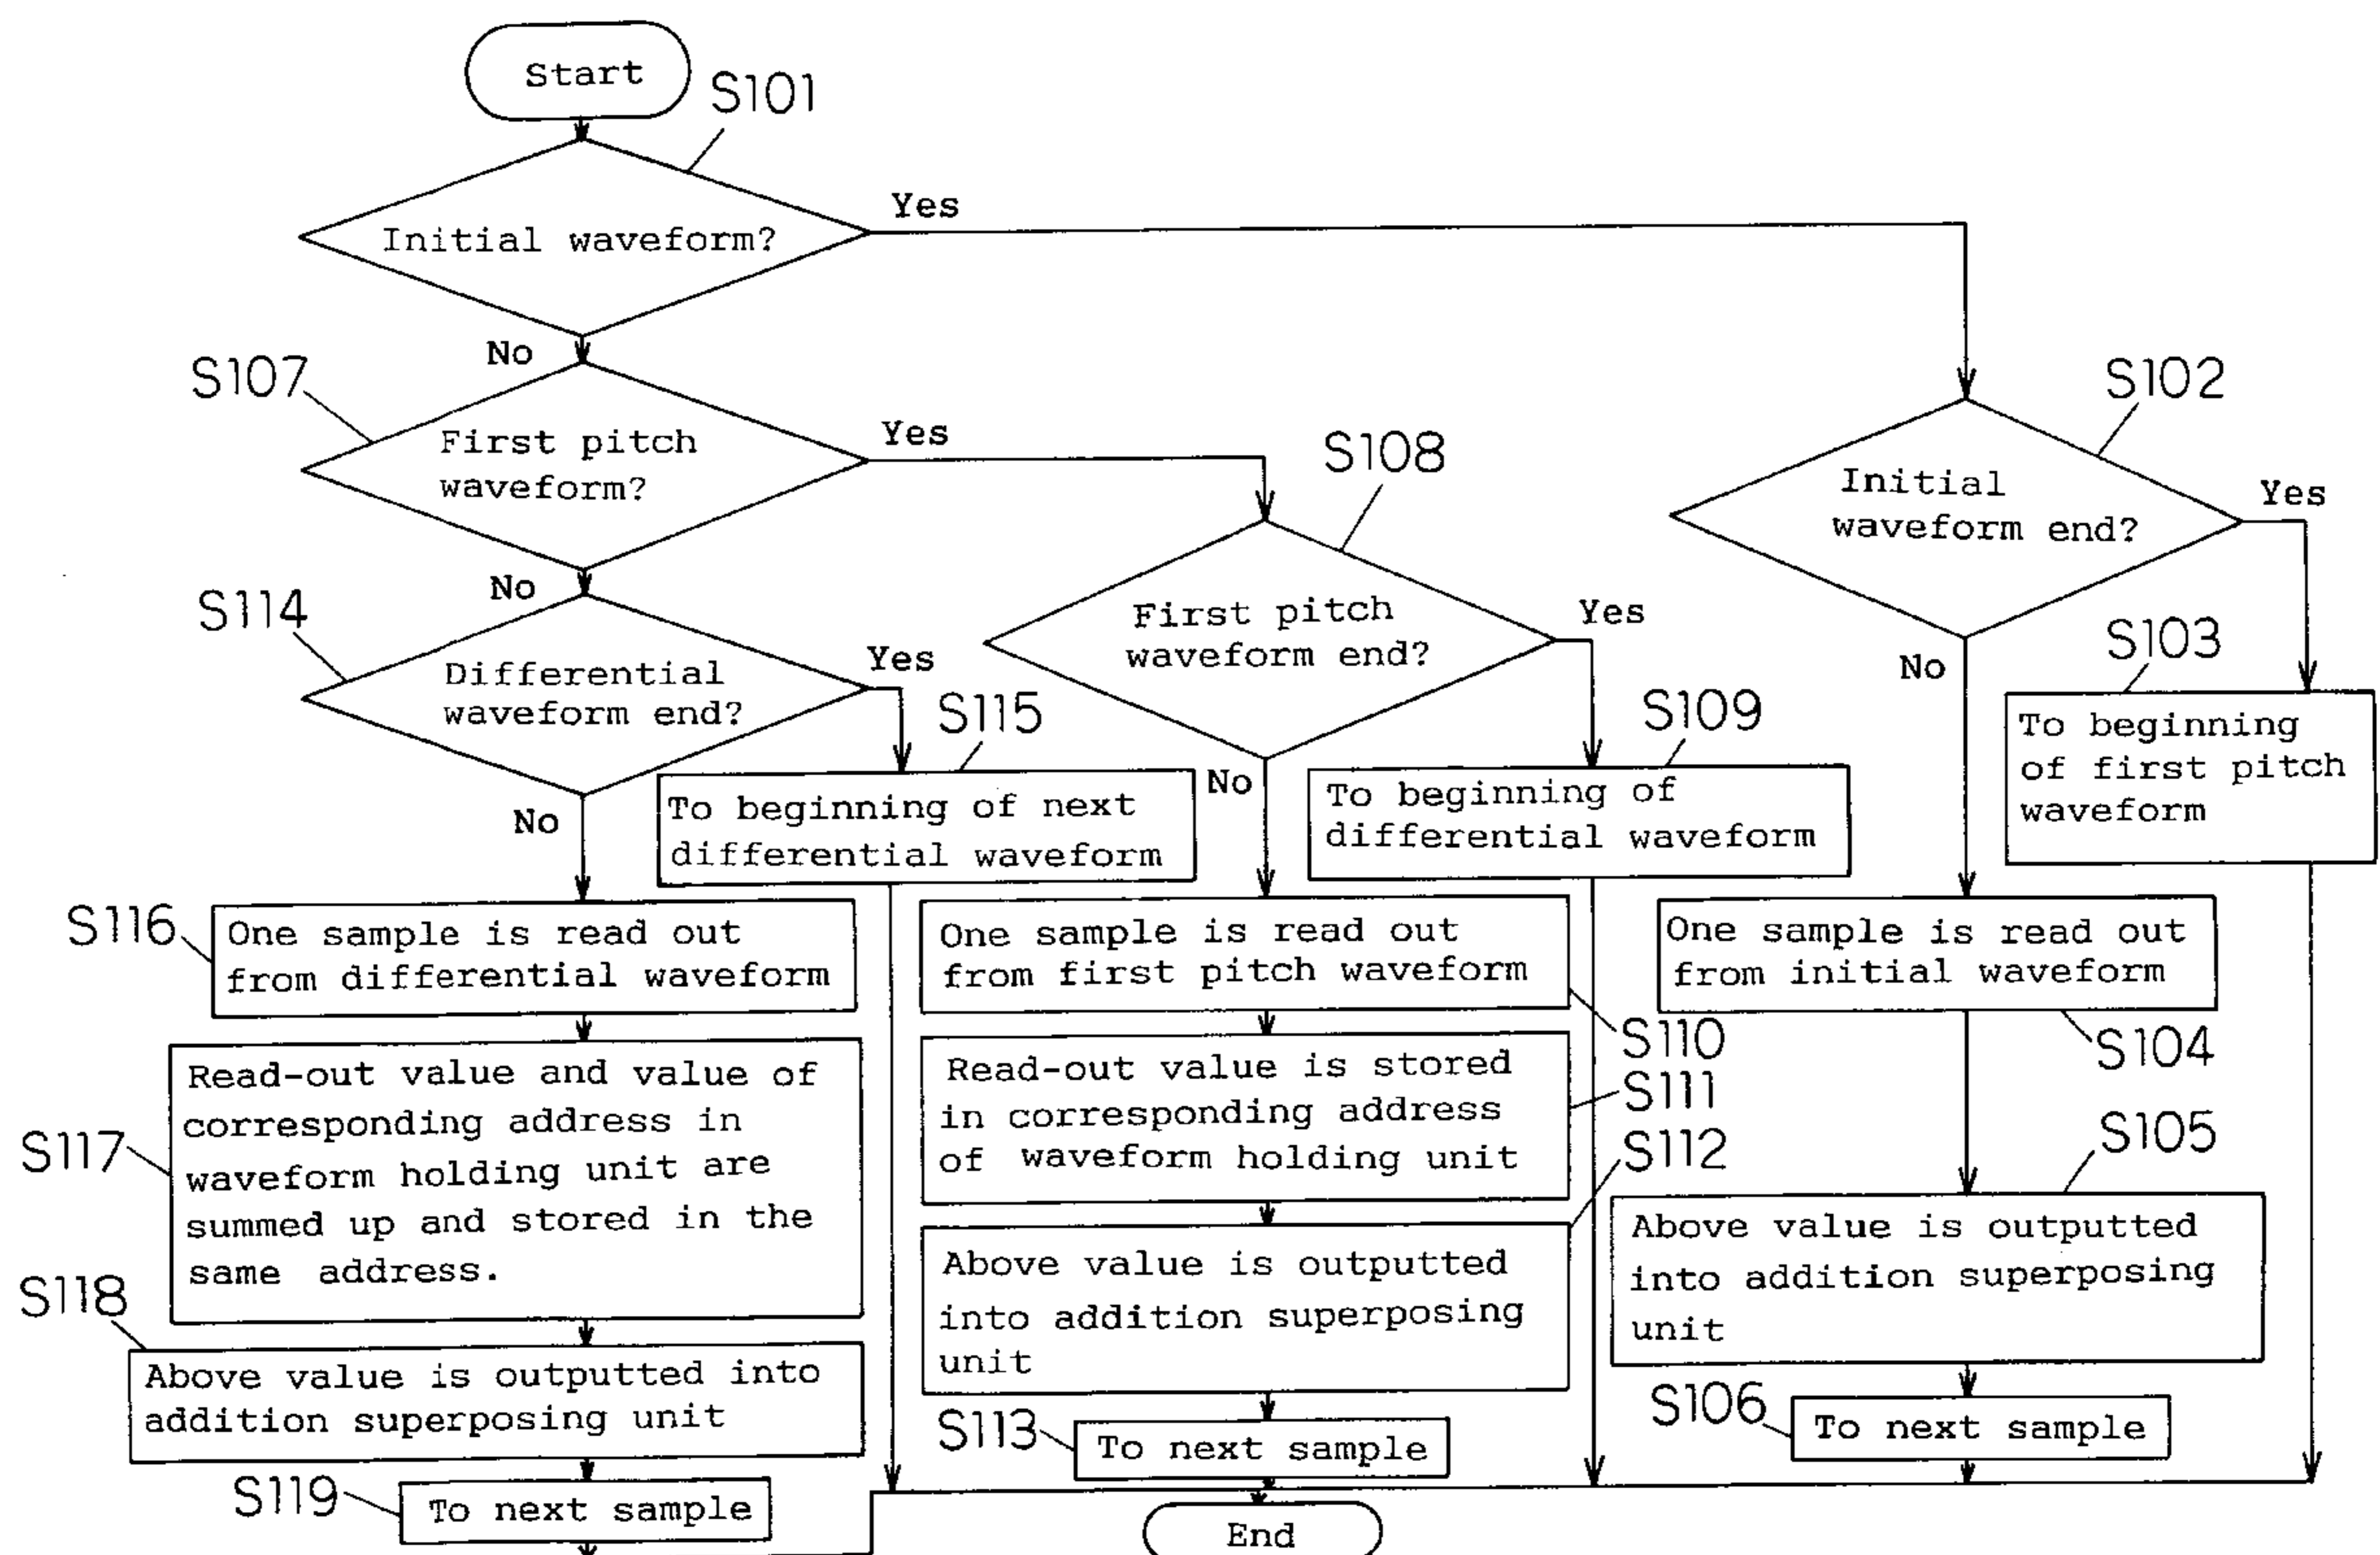 Start
S101
Yes
Initial waveform?
No
S107
First pitch
waveform?
Yes
S108
S102
Initial
waveform end?
Yes
No
S114
Differential
waveform end?
Yes
First pitch
waveform end?
Yes
No
S103
To beginning
of first pitch
waveform
S115
To beginning of next
differential waveform
No
S109
To beginning of
differential waveform
No
S116
One sample is read out
from differential waveform
One sample is read out
from first pitch waveform
S110
One sample is read out
from initial waveform
S104
S117
Read-out value and value of
corresponding address in
waveform holding unit are
summed up and stored in the
same address.
Read-out value is stored
in corresponding address
of waveform holding unit
S111
S112
S105
Above value is outputted
into addition superposing
unit
Above value is outputted
into addition superposing
unit
S118
Above value is outputted into
addition superposing unit
S113
To next sample
S106
To next sample
S119
To next sample
End